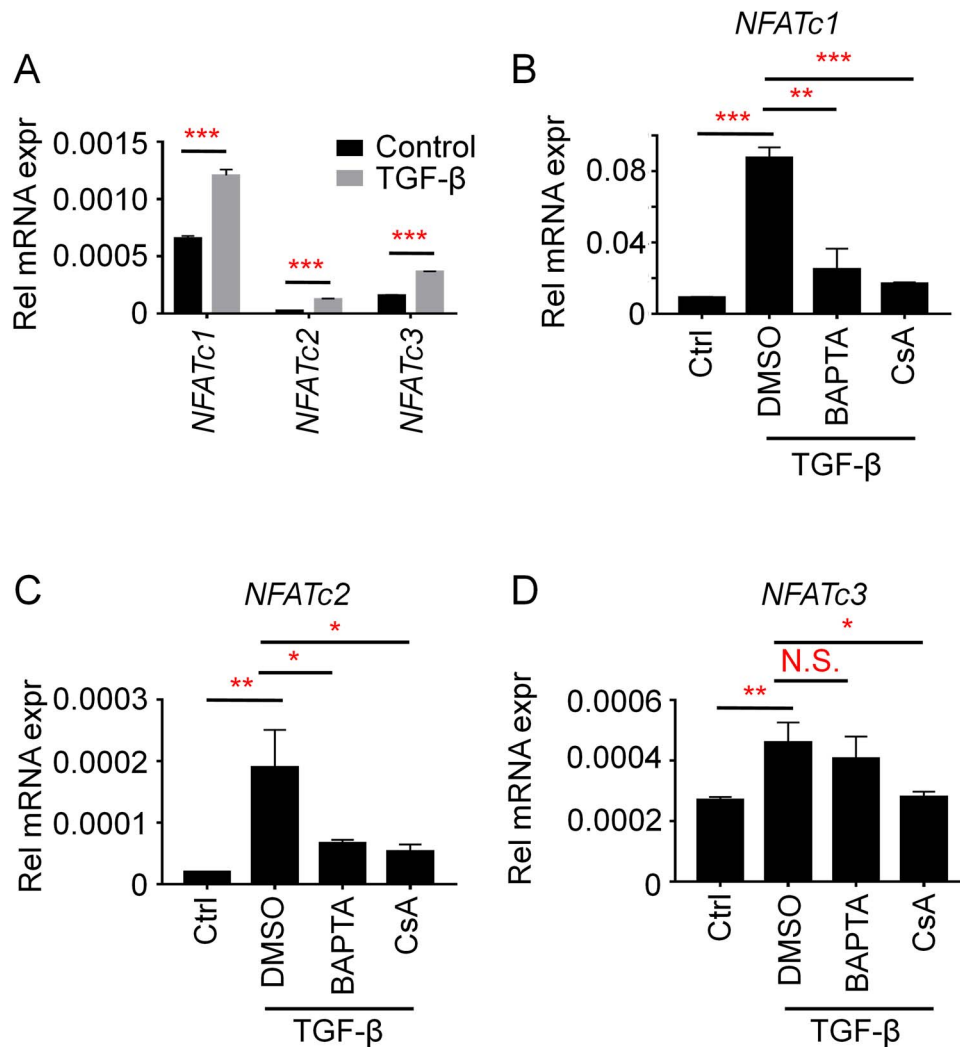 A
Rel mRNA expr
0.0015
0.0010
0.0005
0
***
***
***
Control
TGF-β
NFATc1
NFATc2
NFATc3
B
NFATc1
Rel mRNA expr
0.08
0.04
0
***
**
***
Ctrl
DMSO
BAPTA
CsA
TGF-β
C
NFATc2
Rel mRNA expr
0.0003
0.0002
0.0001
0
*
*
**
Ctrl
DMSO
BAPTA
CsA
TGF-β
D
NFATc3
Rel mRNA expr
0.0006
0.0004
0.0002
0
*
N.S.
**
Ctrl
DMSO
BAPTA
CsA
TGF-β